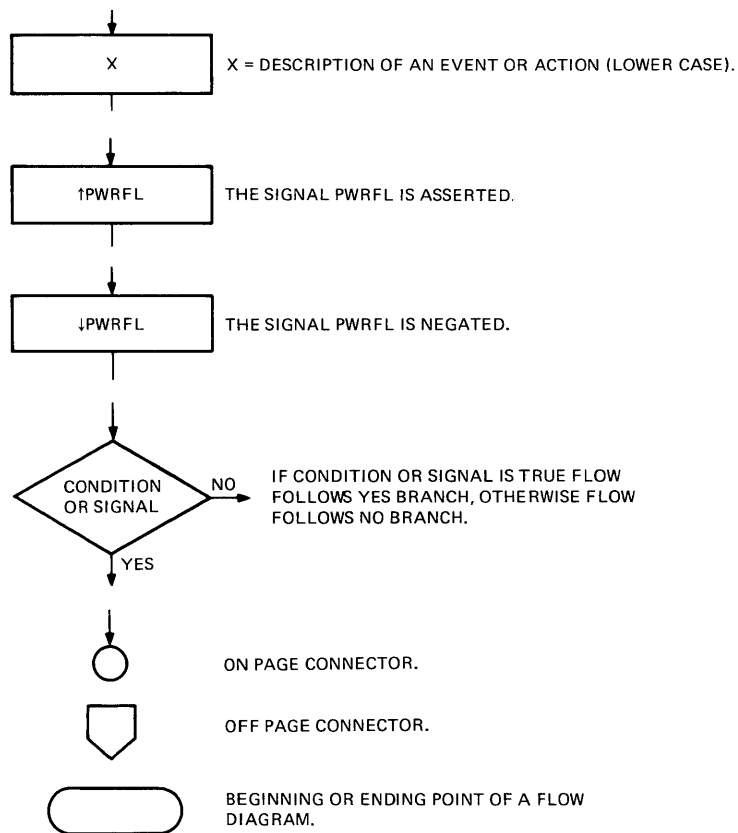 X
X = DESCRIPTION OF AN EVENT OR ACTION (LOWER CASE).
↑PWRFL
THE SIGNAL PWRFL IS ASSERTED.
↓PWRFL
THE SIGNAL PWRFL IS NEGATED.
CONDITION
OR SIGNAL
NO
YES
IF CONDITION OR SIGNAL IS TRUE FLOW
FOLLOWS YES BRANCH, OTHERWISE FLOW
FOLLOWS NO BRANCH.
ON PAGE CONNECTOR.
OFF PAGE CONNECTOR.
BEGINNING OR ENDING POINT OF A FLOW
DIAGRAM.